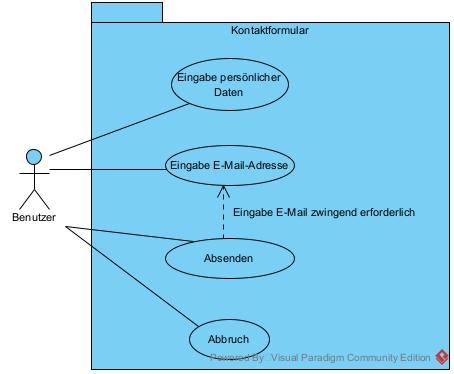 Kontaktformular
Eingabe persönlicher
Daten
Eingabe E-Mail-Adresse
Benutzer
Eingabe E-Mail zwingend erforderlich
Absenden
Abbruch
Powered By Visual Paradigm Community Edition